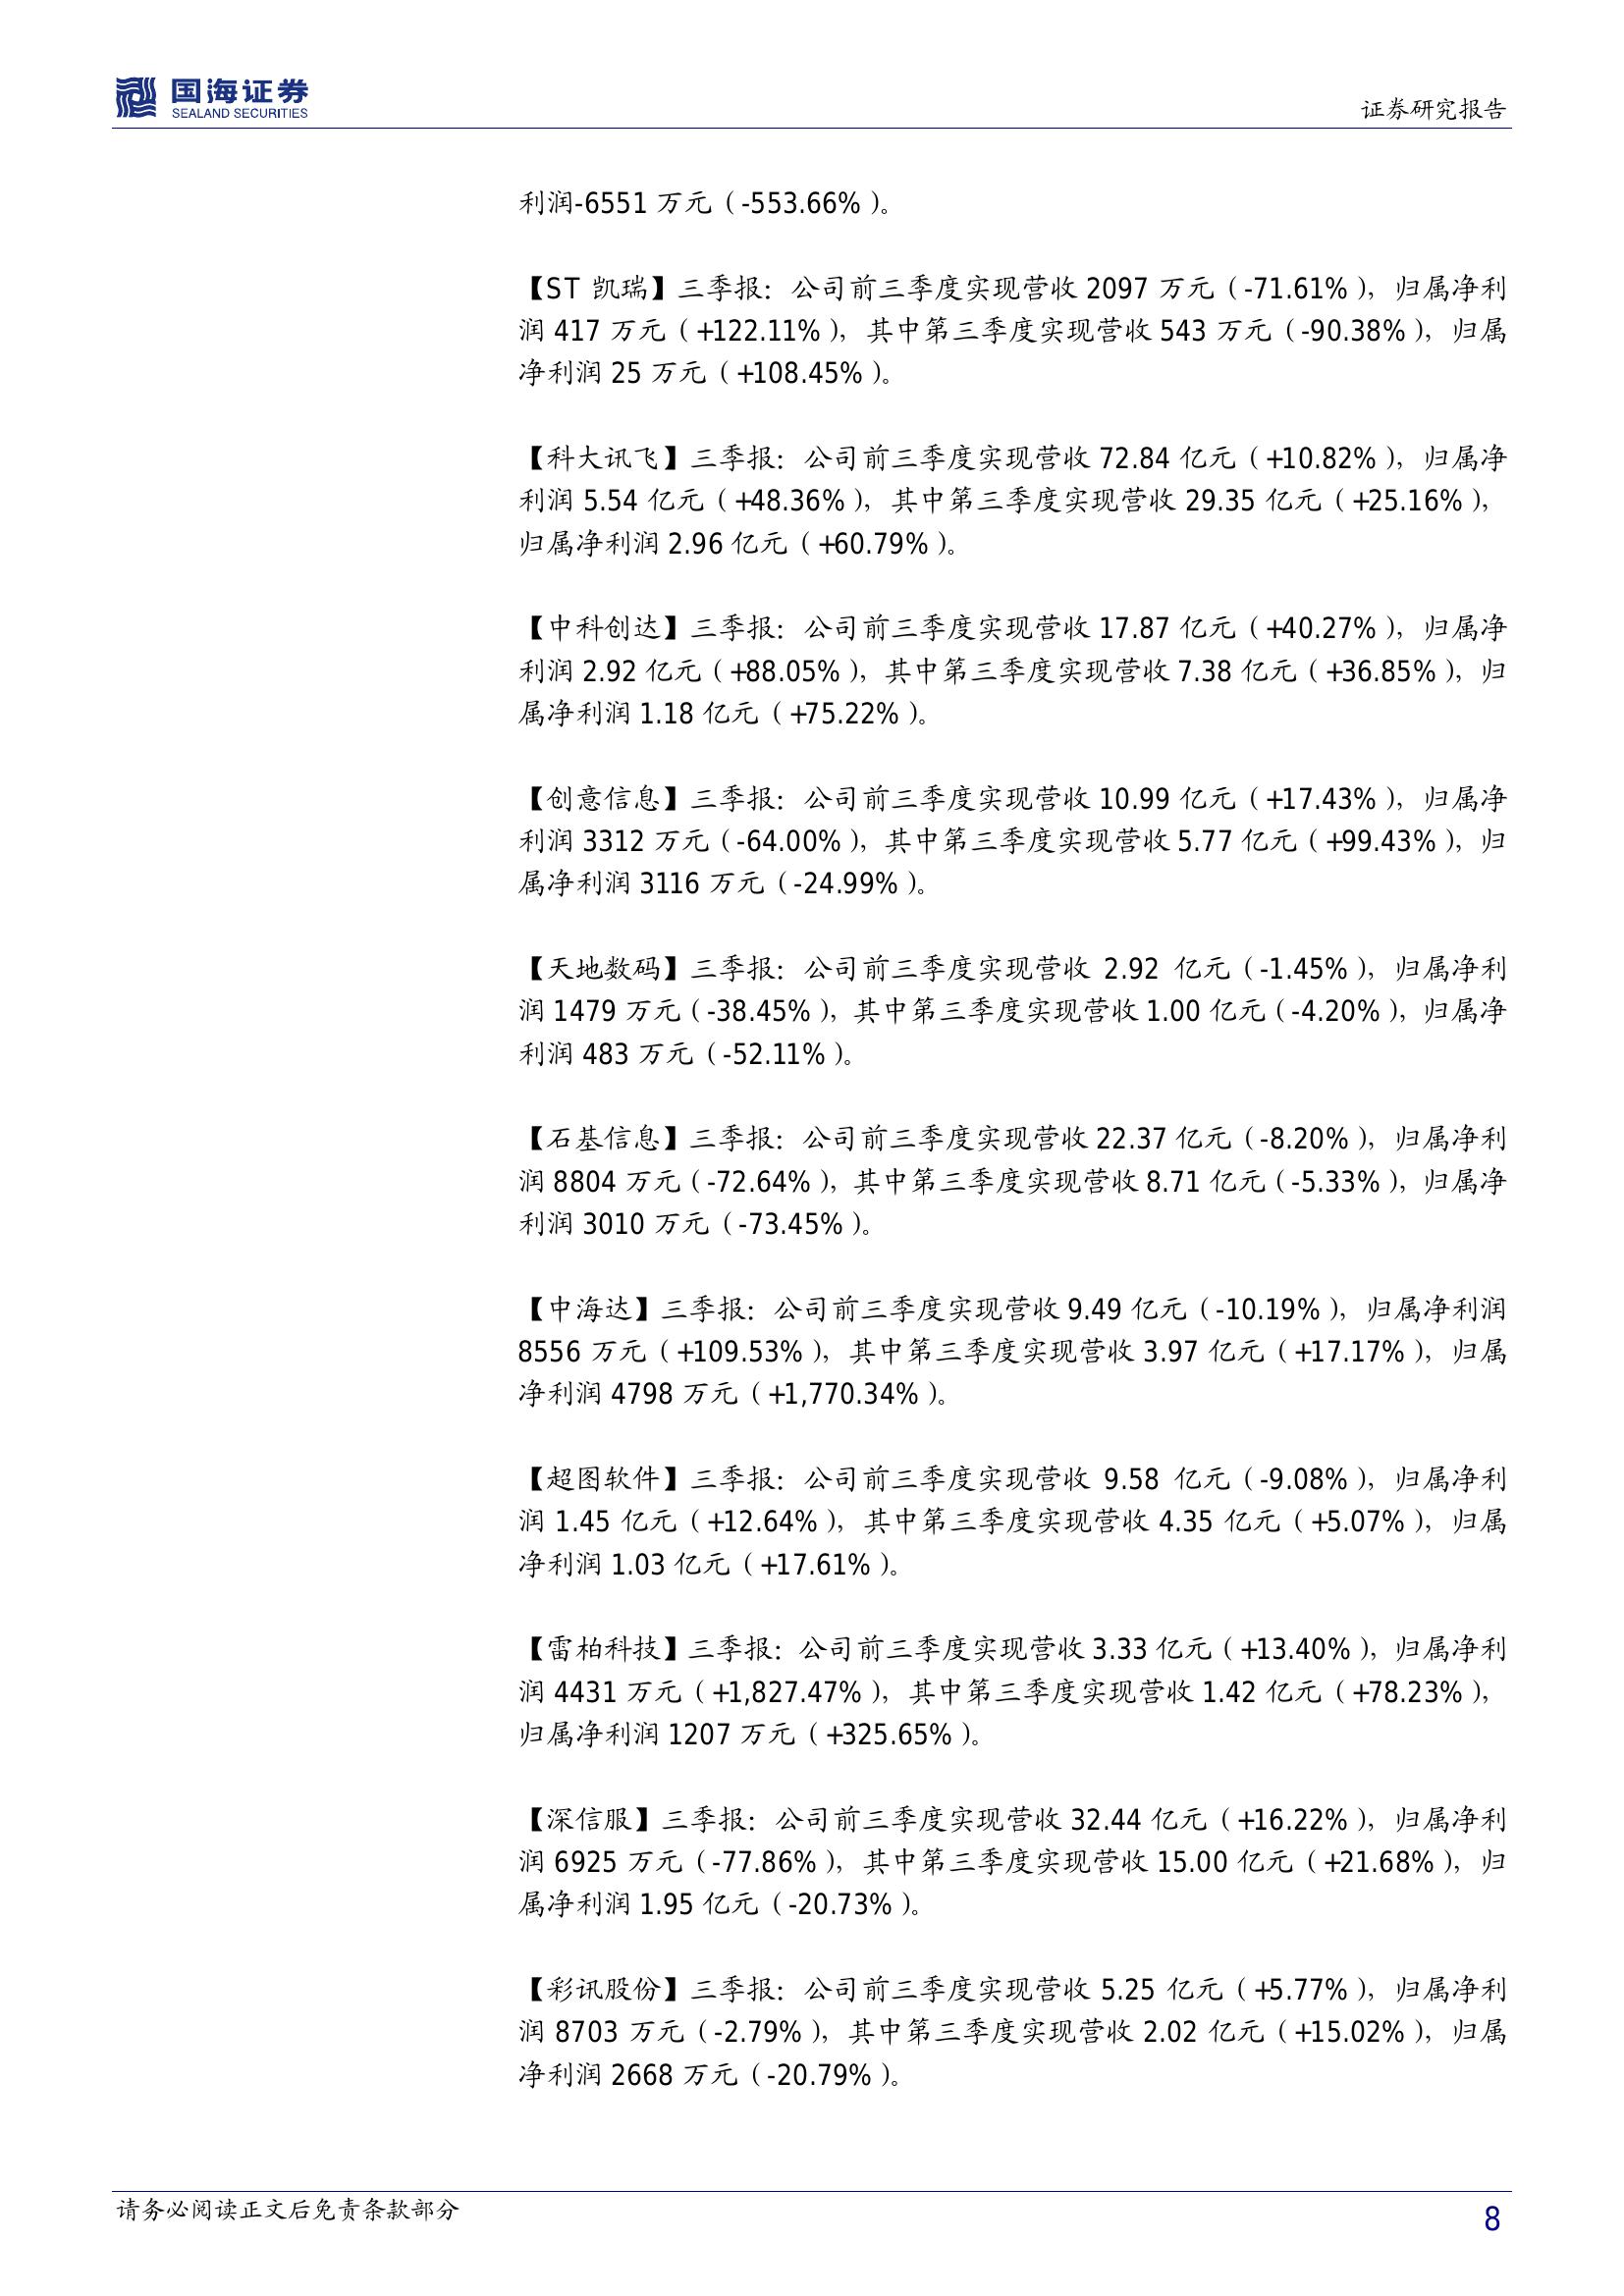 国海证券
SEALAND SECURITIES
证券研究报告
利润-6551 万元（-553.66%）。
【ST 凯瑞】三季报：公司前三季度实现营收 2097 万元（-71.61%），归属净利
润 417 万元（+122.11%），其中第三季度实现营收 543 万元（-90.38%），归属
净利润 25 万元（+108.45%）。
【科大讯飞】三季报：公司前三季度实现营收 72.84 亿元（+10.82%），归属净
利润 5.54 亿元（+48.36%），其中第三季度实现营收 29.35 亿元（+25.16%），
归属净利润 2.96 亿元（+60.79%）。
【中科创达】三季报：公司前三季度实现营收 17.87 亿元（+40.27%），归属净
利润 2.92 亿元（+88.05%），其中第三季度实现营收 7.38 亿元（+36.85%），归
属净利润 1.18 亿元（+75.22%）。
【创意信息】三季报：公司前三季度实现营收 10.99 亿元（+17.43%），归属净
利润 3312 万元（-64.00%），其中第三季度实现营收 5.77 亿元（+99.43%），归
属净利润 3116 万元（-24.99%）。
【天地数码】三季报：公司前三季度实现营收 2.92 亿元（-1.45%），归属净利
润 1479 万元（-38.45%），其中第三季度实现营收 1.00 亿元（-4.20%），归属净
利润 483 万元（-52.11%）。
【石基信息】三季报：公司前三季度实现营收 22.37 亿元（-8.20%），归属净利
润 8804 万元（-72.64%），其中第三季度实现营收 8.71 亿元（-5.33%），归属净
利润 3010 万元（-73.45%）。
【中海达】三季报：公司前三季度实现营收 9.49 亿元（-10.19%），归属净利润
8556 万元（+109.53%），其中第三季度实现营收 3.97 亿元（+17.17%），归属
净利润 4798 万元（+1,770.34%）。
【超图软件】三季报：公司前三季度实现营收 9.58 亿元（-9.08%），归属净利
润 1.45 亿元（+12.64%），其中第三季度实现营收 4.35 亿元（+5.07%），归属
净利润 1.03 亿元（+17.61%）。
【雷柏科技】三季报：公司前三季度实现营收 3.33 亿元（+13.40%），归属净利
润 4431 万元（+1,827.47%），其中第三季度实现营收 1.42 亿元（+78.23%），
归属净利润 1207 万元（+325.65%）。
【深信服】三季报：公司前三季度实现营收 32.44 亿元（+16.22%），归属净利
润 6925 万元（-77.86%），其中第三季度实现营收 15.00 亿元（+21.68%），归
属净利润 1.95 亿元（-20.73%）。
【彩讯股份】三季报：公司前三季度实现营收 5.25 亿元（+5.77%），归属净利
润 8703 万元（-2.79%），其中第三季度实现营收 2.02 亿元（+15.02%），归属
净利润 2668 万元（-20.79%）。
请务必阅读正文后免责条款部分
8